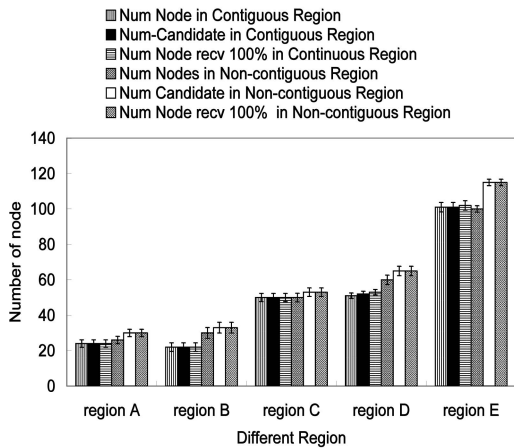 Num Node in Contiguous Region
Num-Candidate in Contiguous Region
Num Node recv 100% in Continuous Region
Num Nodes in Non-contiguous Region
Num Candidate in Non-contiguous Region
Num Node recv 100% in Non-contiguous Region
140
120
100
80
60
40
20
0
Number of node
region A
region B
region C
region D
region E
Different Region